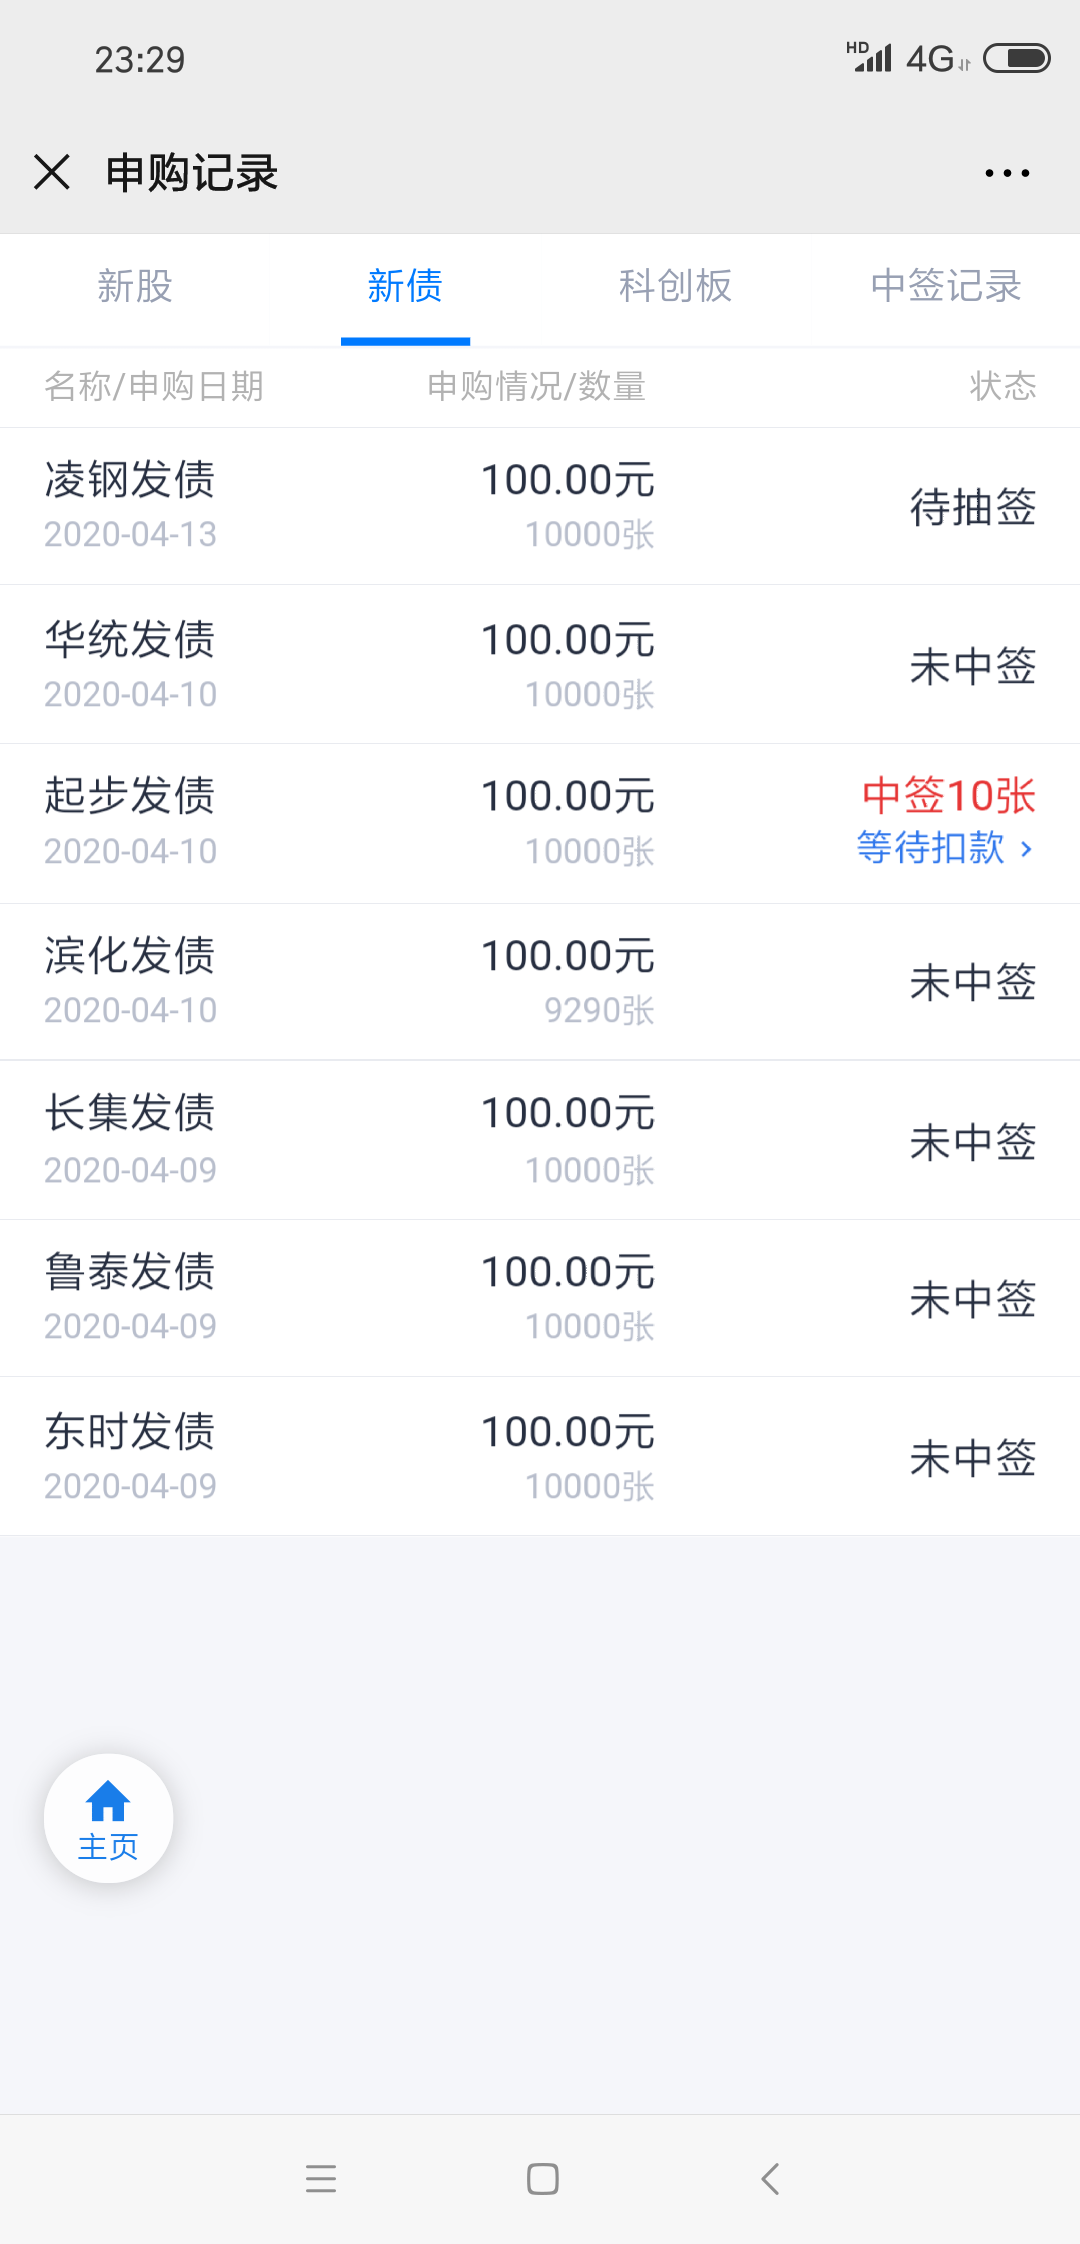 23:29
HD 4G
申购记录
新股 新债 科创板 中签记录
名称/申购日期 申购情况/数量 状态
凌钢发债 100.00元 待抽签
2020-04-13 10000张
华统发债 100.00元 未中签
2020-04-10 10000张
起步发债 100.00元 中签10张
2020-04-10 10000张 等待扣款 >
滨化发债 100.00元 未中签
2020-04-10 9290张
长集发债 100.00元 未中签
2020-04-09 10000张
鲁泰发债 100.00元 未中签
2020-04-09 10000张
东时发债 100.00元 未中签
2020-04-09 10000张
主页